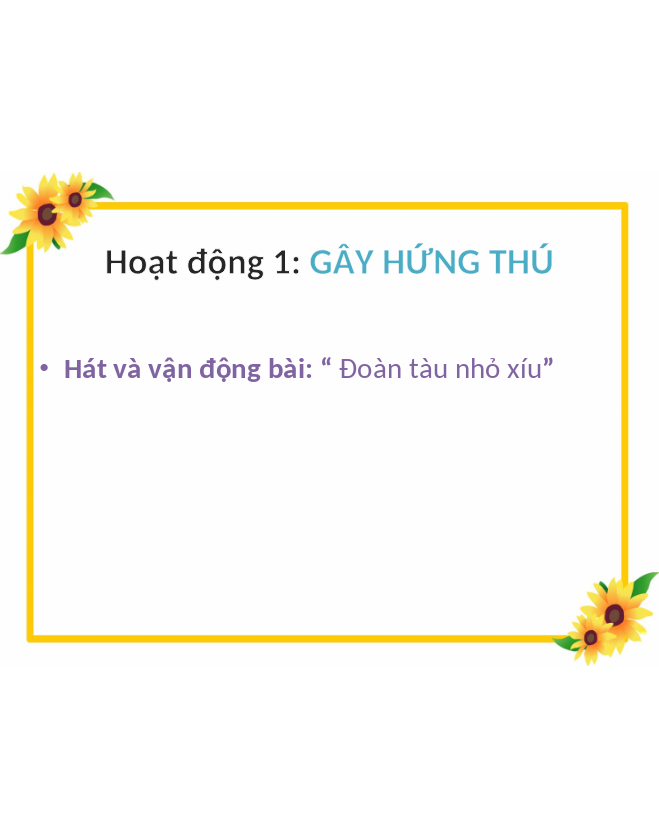 Hoạt động 1: GÂY HỨNG THÚ
• Hát và vận động bài: “ Đoàn tàu nhỏ xíu”